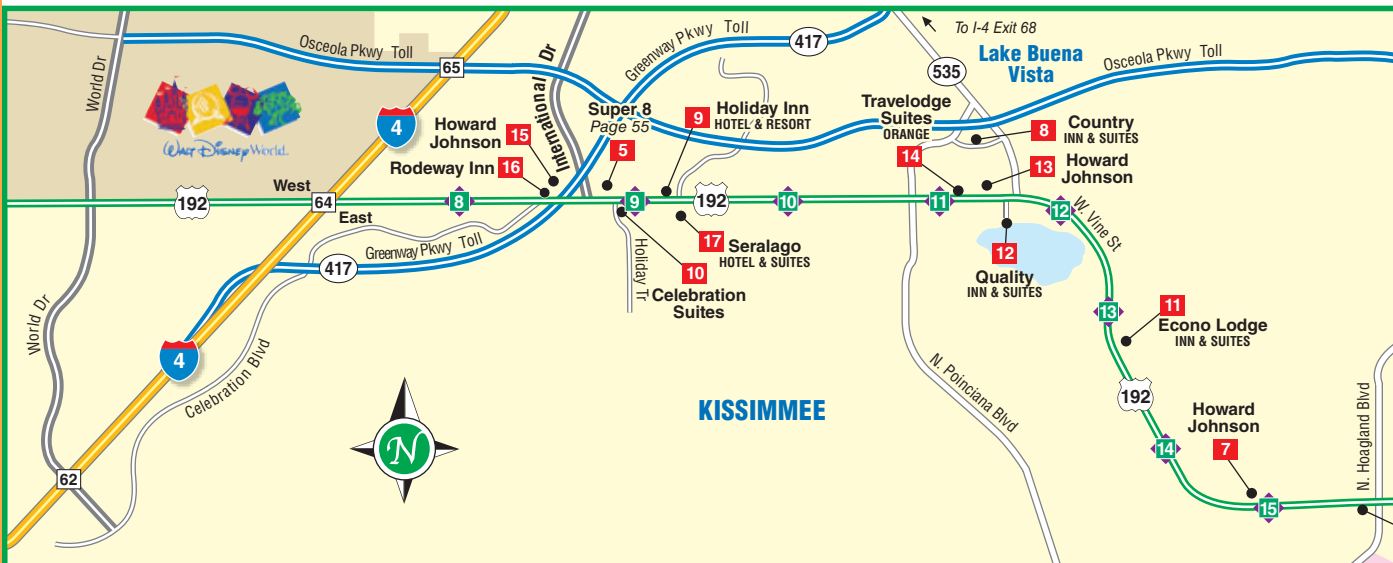 To I-4 Exit 68
Osceola Pkwy Toll
65
Greenway Pkwy Toll
417
535
Lake Buena
Vista
Osceola Pkwy Toll
World Dr
International Dr
4
WALT DISNEY World.
Super 8
Page 55
5
9
Holiday Inn
HOTEL & RESORT
Travelodge
Suites
ORANGE
14
8
Country
INN & SUITES
13
Howard
Johnson
Howard
Johnson
15
Rodeway Inn
16
West
192
64
East
8
9
192
10
11
12
W. Vine St
17
Seralago
HOTEL & SUITES
10
Celebration
Suites
Holiday Tr
12
Quality
INN & SUITES
Greenway Pkwy Toll
417
World Dr
4
Celebration Blvd
13
11
Econo Lodge
INN & SUITES
N. Poinciana Blvd
KISSIMMEE
192
N
62
14
Howard
Johnson
7
15
N. Hoagland Blvd